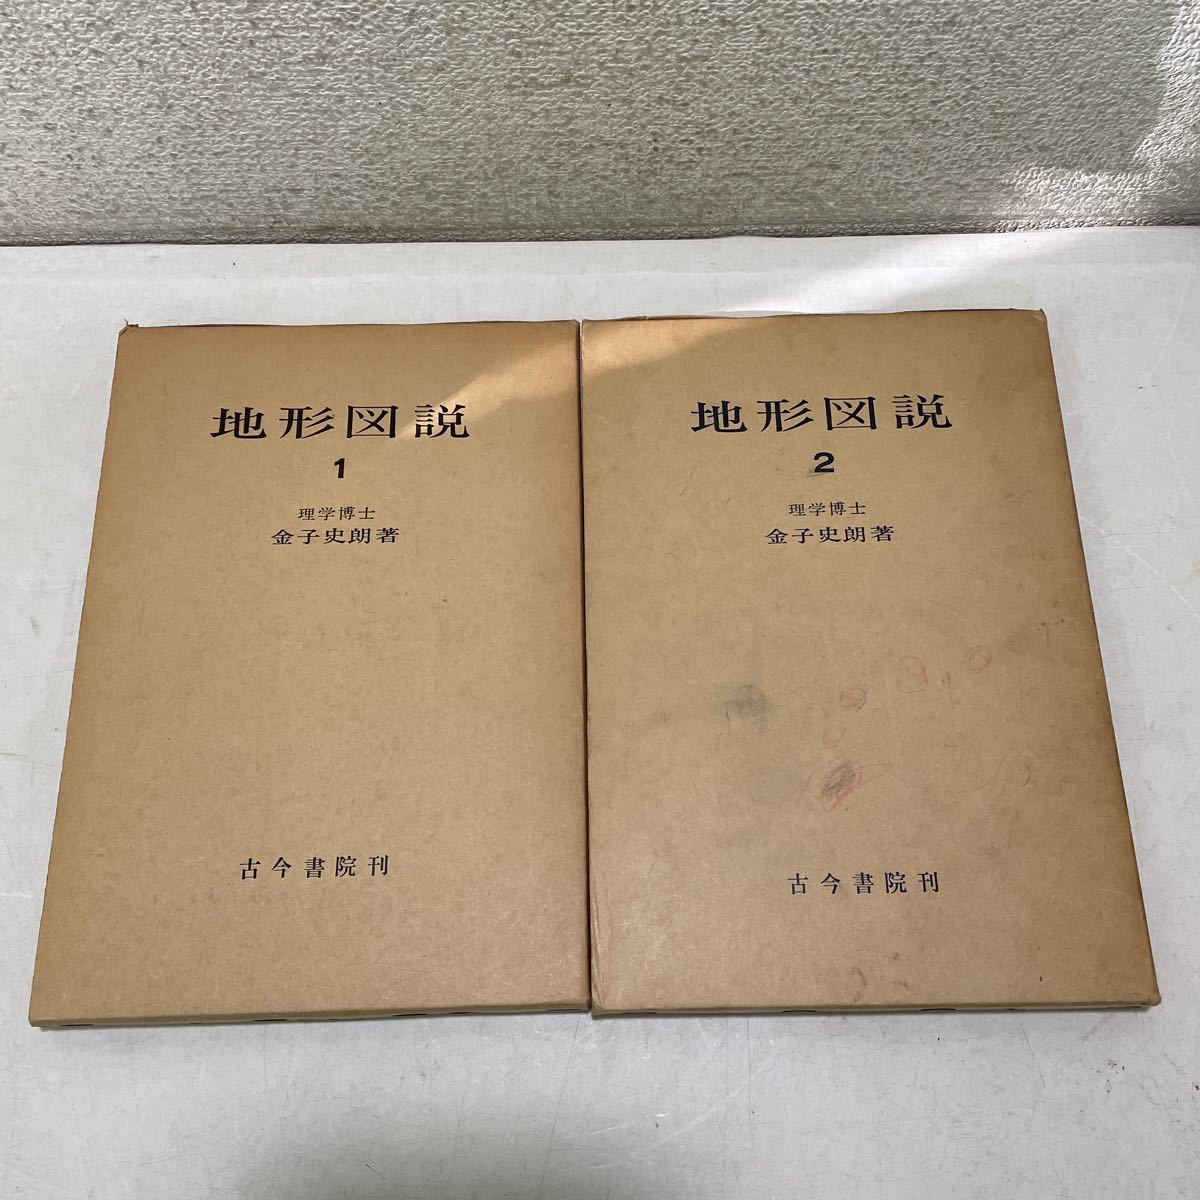 地形図説
1
理学博士
金子史朗著
古今書院刊
地形図説
2
理学博士
金子史朗著
古今書院刊